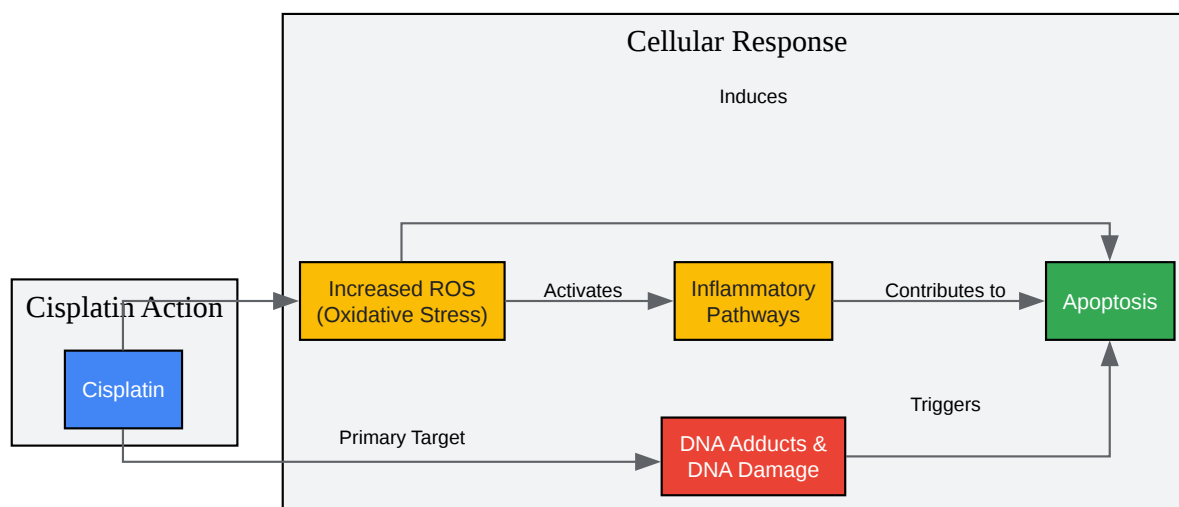 Cellular Response
Induces
Cisplatin Action
Cisplatin
Increased ROS
(Oxidative Stress)
Activates
Inflammatory
Pathways
Contributes to
Apoptosis
Primary Target
DNA Adducts &
DNA Damage
Triggers